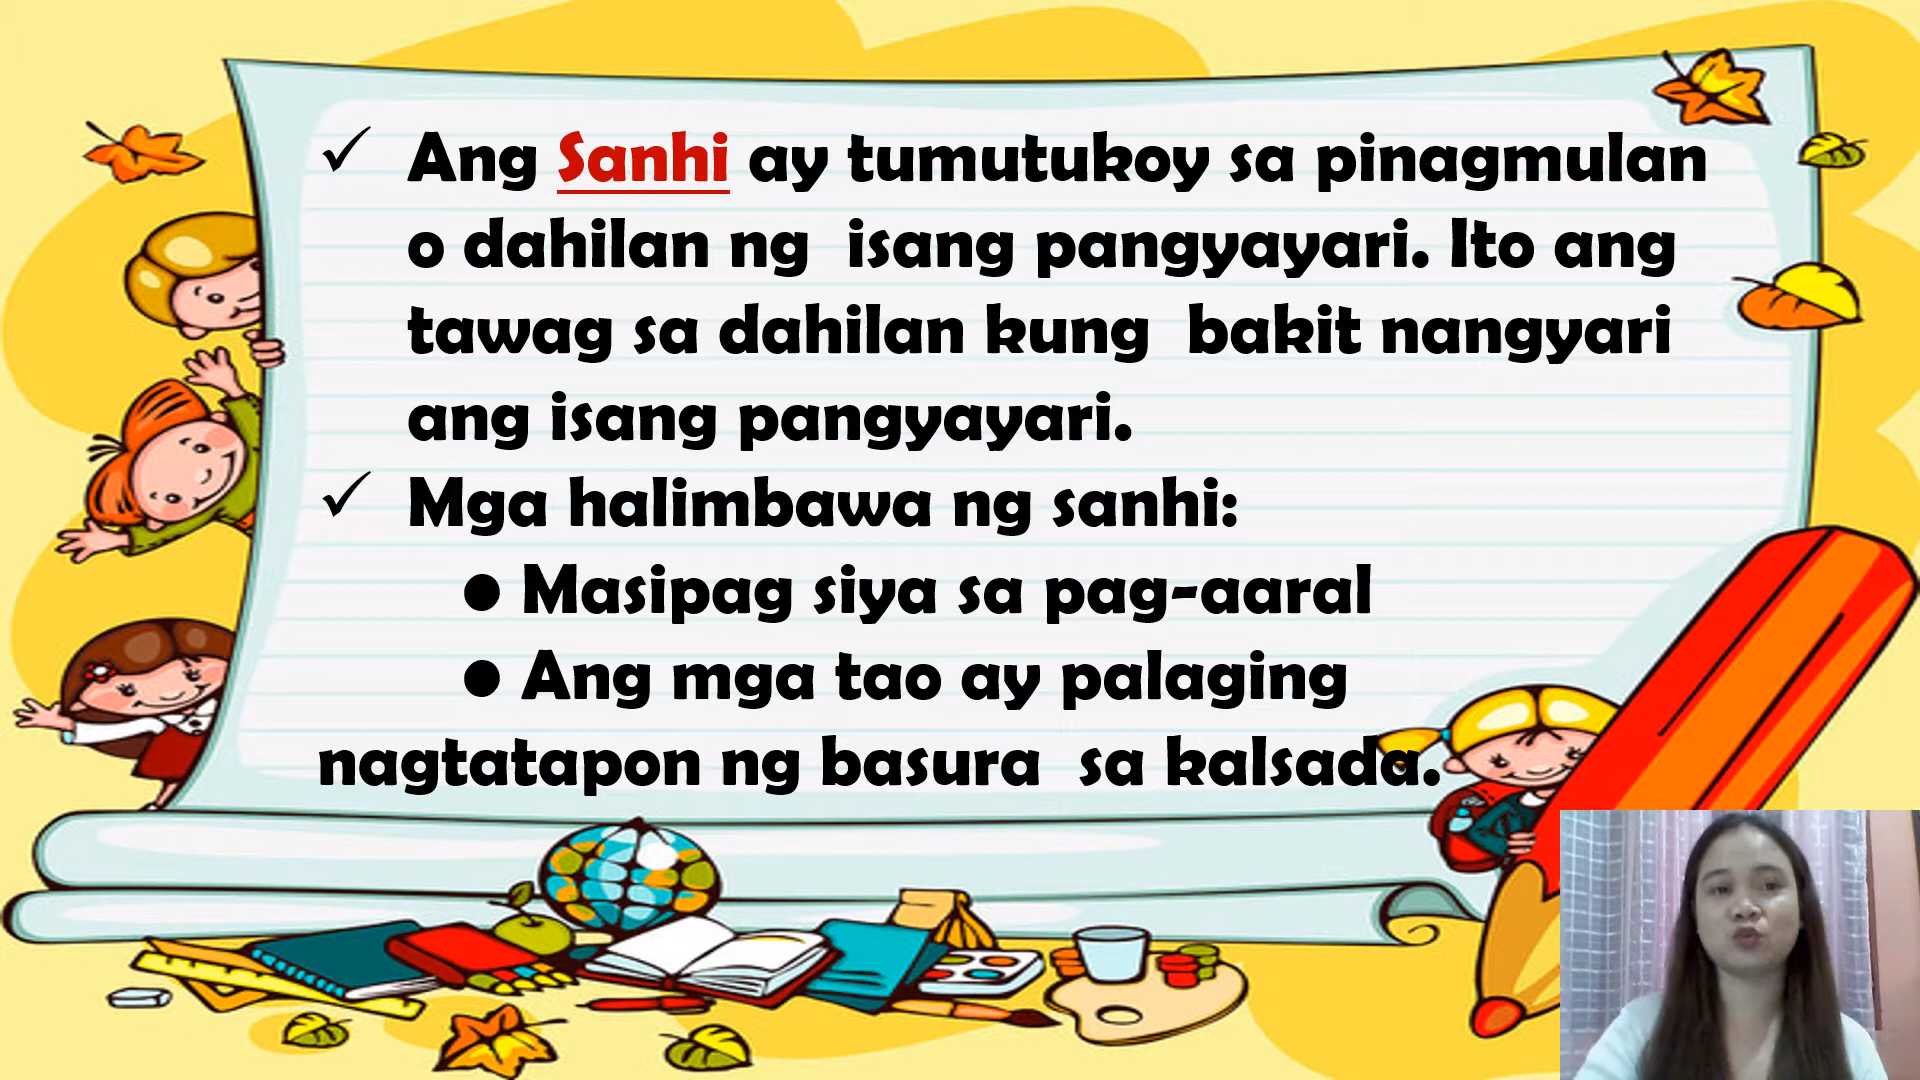 ✓ Ang Sanhi ay tumutukoy sa pinagmulan
o dahilan ng isang pangyayari. Ito ang
tawag sa dahilan kung bakit nangyari
ang isang pangyayari.
✓ Mga halimbawa ng sanhi:
● Masipag siya sa pag-aaral
● Ang mga tao ay palaging
nagtatapon ng basura sa kalsada.